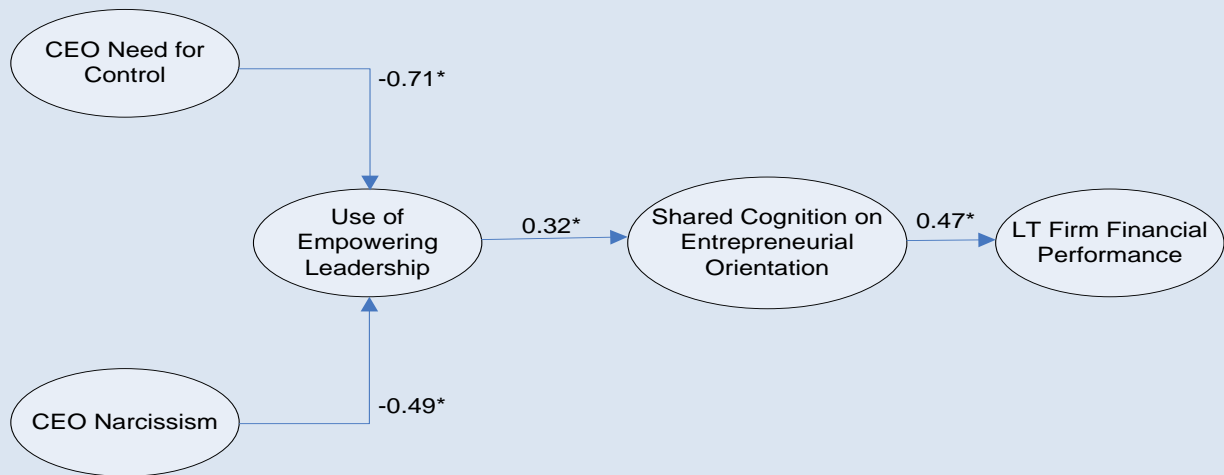 CEO Need for
Control
-0.71*
Use of
Empowering
Leadership
0.32*
Shared Cognition on
Entrepreneurial
Orientation
0.47*
LT Firm Financial
Performance
CEO Narcissism
-0.49*